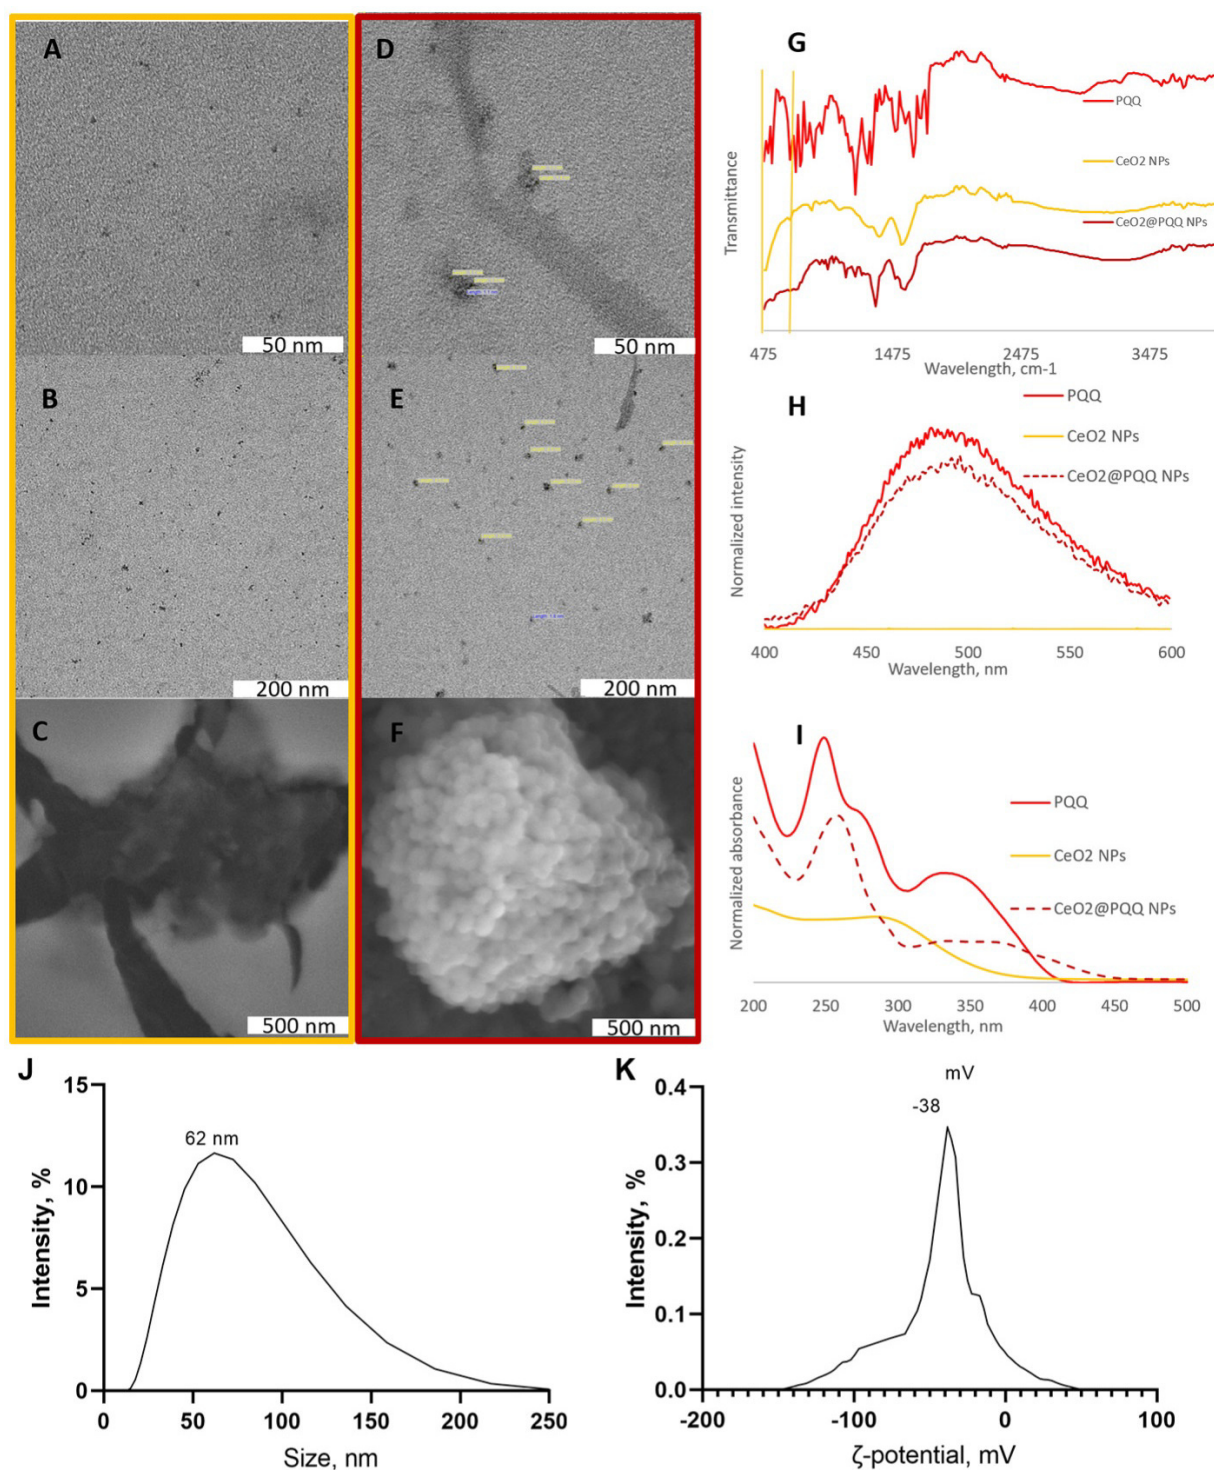 A
50 nm
B
200 nm
C
500 nm
D
50 nm
E
200 nm
F
500 nm
G
Transmittance
PQQ
CeO2 NPs
CeO2@PQQ NPs
475 1475 2475 3475
Wavelength, cm-1
H
Normalized intensity
PQQ
CeO2 NPs
CeO2@PQQ NPs
400 450 500 550 600
Wavelength, nm
I
Normalized absorbance
PQQ
CeO2 NPs
CeO2@PQQ NPs
200 250 300 350 400 450 500
Wavelength, nm
J
Intensity, %
15
10
5
0
62 nm
0 50 100 150 200 250
Size, nm
K
mV
-38
Intensity, %
0.4
0.3
0.2
0.1
0.0
-200 -100 0 100
ζ-potential, mV